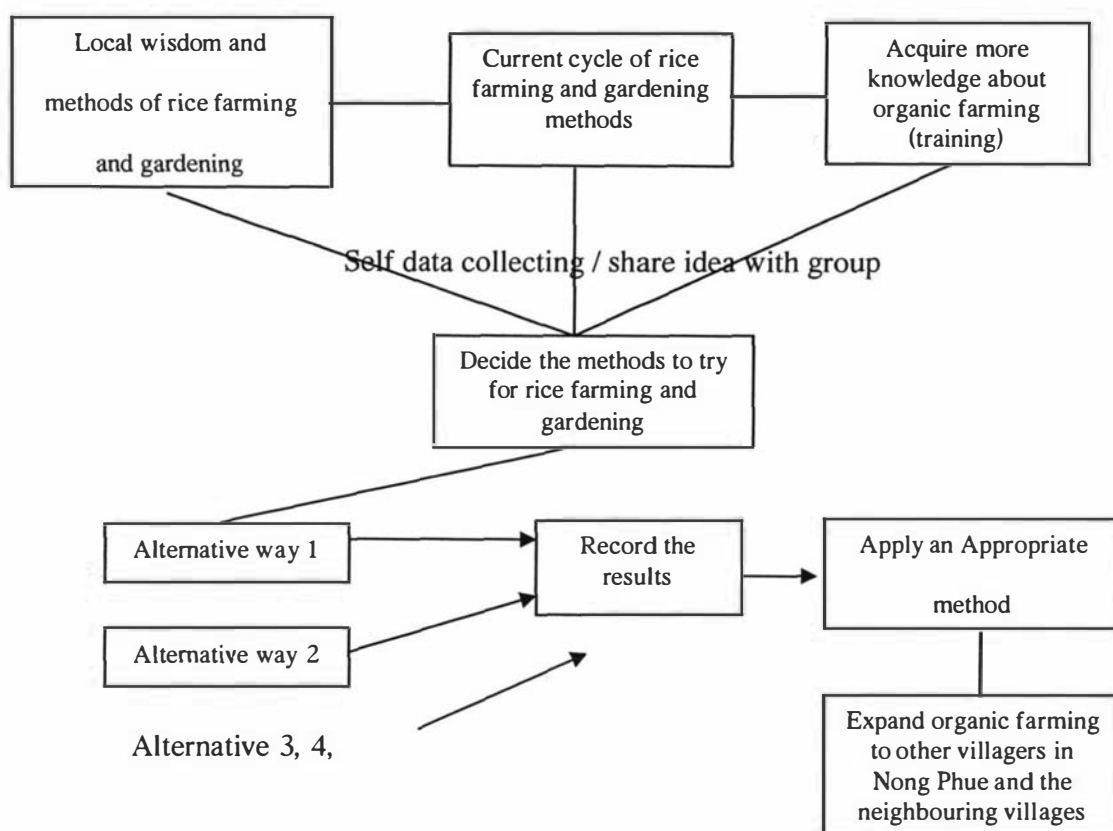 Local wisdom and
methods of rice farming
and gardening
Current cycle of rice
farming and gardening
methods
Acquire more
knowledge about
organic farming
(training)
Self data collecting / share idea with group
Decide the methods to try
for rice farming and
gardening
Alternative way 1
Alternative way 2
Alternative 3, 4,
Record the
results
Apply an Appropriate
method
Expand organic farming
to other villagers in
Nong Phue and the
neighbouring villages